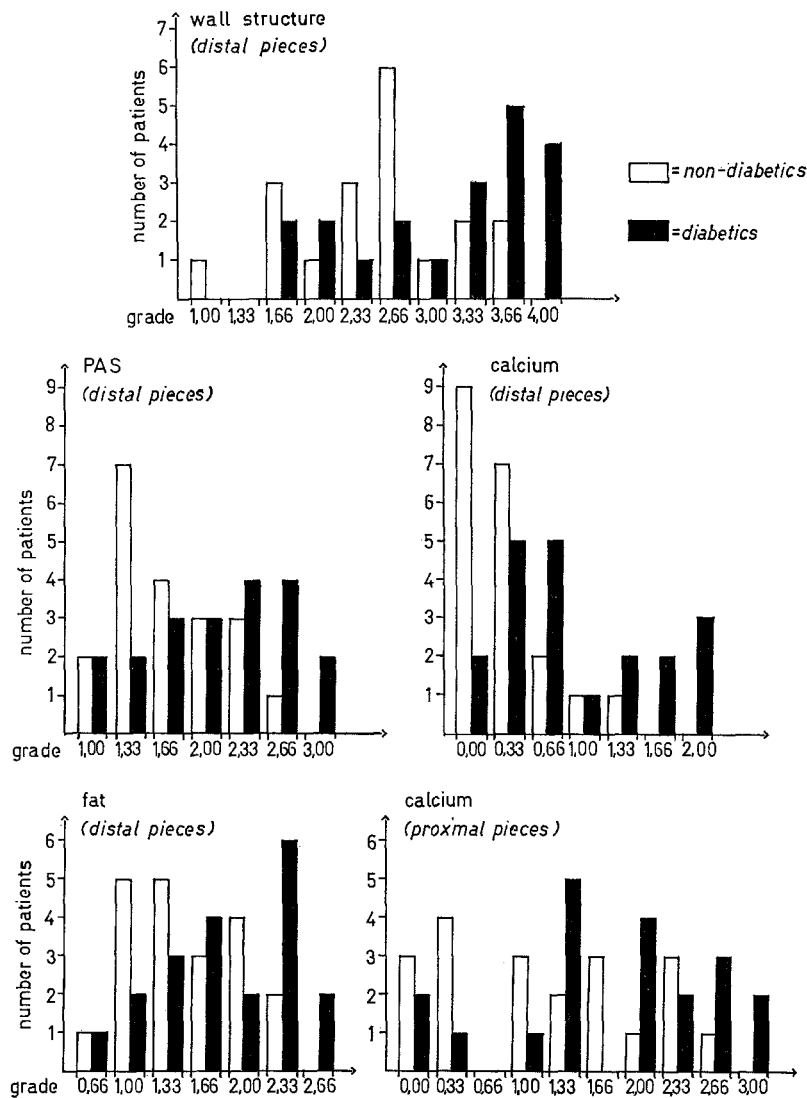 wall structure
(distal pieces)
number of patients
7
6
5
4
3
2
1
grade 1,00 1,33 1,66 2,00 2,33 2,66 3,00 3,33 3,66 4,00
= non-diabetics
= diabetics
PAS
(distal pieces)
number of patients
9
8
7
6
5
4
3
2
1
grade 1,00 1,33 1,66 2,00 2,33 2,66 3,00
calcium
(distal pieces)
9
8
7
6
5
4
3
2
1
0,00 0,33 0,66 1,00 1,33 1,66 2,00
fat
(distal pieces)
number of patients
6
5
4
3
2
1
grade 0,66 1,00 1,33 1,66 2,00 2,33 2,66
calcium
(proximal pieces)
6
5
4
3
2
1
0,00 0,33 0,66 1,00 1,33 1,66 2,00 2,33 2,66 3,00